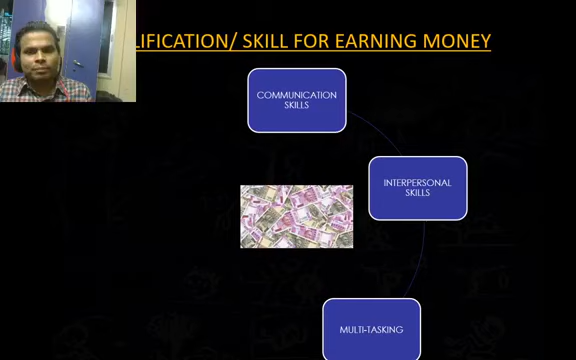 LIFICATION/ SKILL FOR EARNING MONEY
COMMUNICATION
SKILLS
INTERPERSONAL
SKILLS
MULTI-TASKING